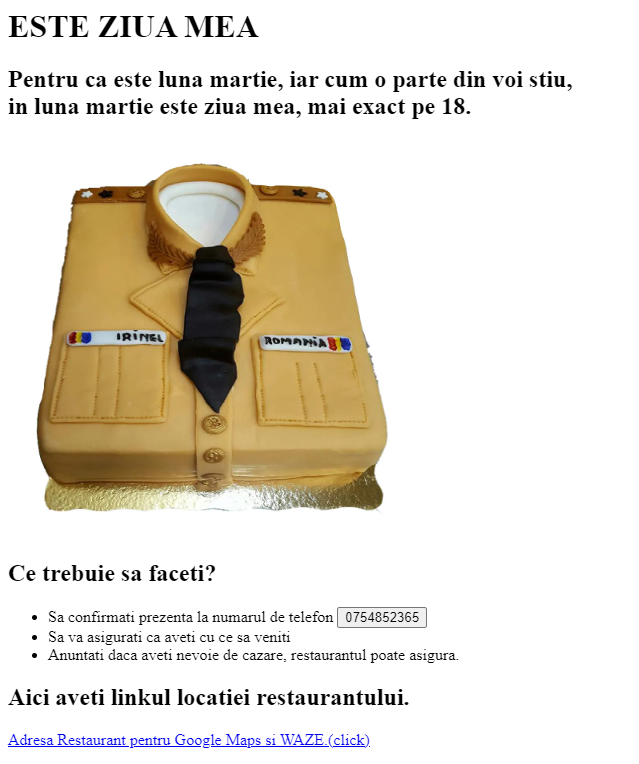 ESTE ZIUA MEA
Pentru ca este luna martie, iar cum o parte din voi stiu,
in luna martie este ziua mea, mai exact pe 18.
IRINEL
ROMANIA
Ce trebuie sa faceti?
Sa confirmati prezenta la numarul de telefon 0754852365
Sa va asigurati ca aveti cu ce sa veniti
Anuntati daca aveti nevoie de cazare, restaurantul poate asigura.
Aici aveti linkul locatiei restaurantului.
Adresa Restaurant pentru Google Maps si WAZE.(click)